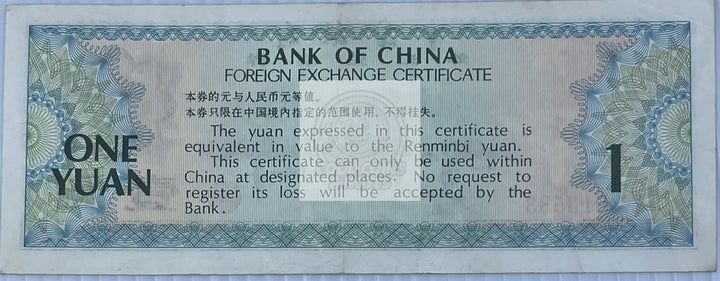 BANK OF CHINA
FOREIGN EXCHANGE CERTIFICATE
本券的元与人民币元等值。
本券只限在中国境内指定的范围使用，不得挂失。
The yuan expressed in this certificate is
equivalent in value to the Renminbi yuan.
This certificate can only be used within
China at designated places. No request to
register its loss will be accepted by the
Bank.
ONE
YUAN
1